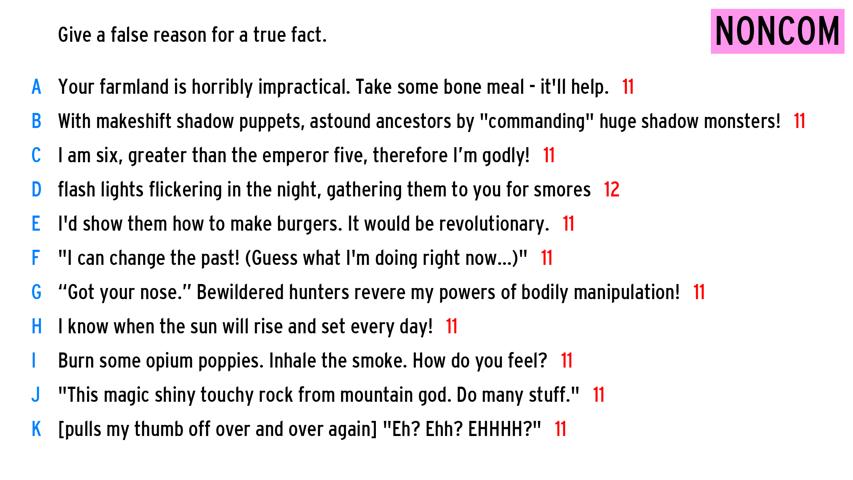 Give a false reason for a true fact.
NONCOM
A Your farmland is horribly impractical. Take some bone meal - it'll help. 11
B With makeshift shadow puppets, astound ancestors by "commanding" huge shadow monsters! 11
C I am six, greater than the emperor five, therefore I’m godly! 11
D flash lights flickering in the night, gathering them to you for smores 12
E I'd show them how to make burgers. It would be revolutionary. 11
F "I can change the past! (Guess what I'm doing right now...)" 11
G “Got your nose.” Bewildered hunters revere my powers of bodily manipulation! 11
H I know when the sun will rise and set every day! 11
I Burn some opium poppies. Inhale the smoke. How do you feel? 11
J "This magic shiny touchy rock from mountain god. Do many stuff." 11
K [pulls my thumb off over and over again] "Eh? Ehh? EHHHH?" 11